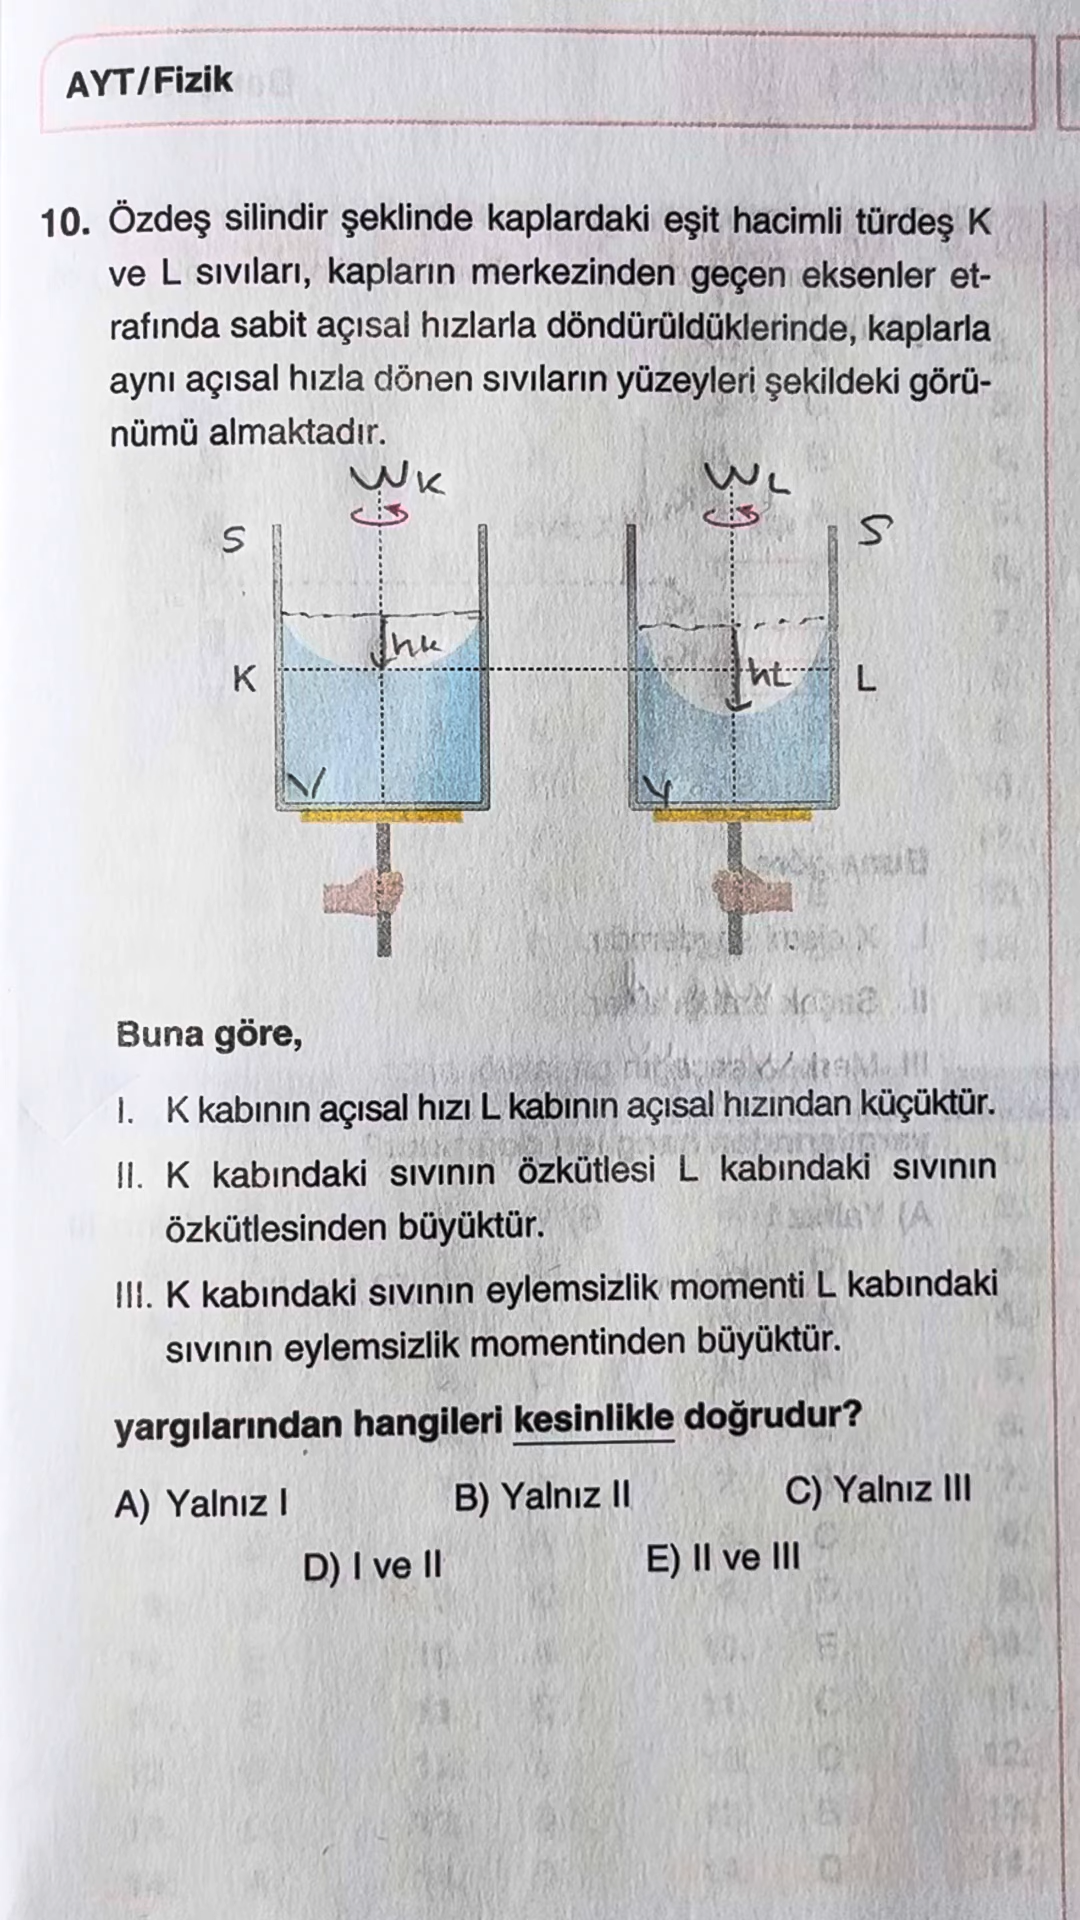 AYT/Fizik
10. Özdeş silindir şeklinde kaplardaki eşit hacimli türdeş K
ve L sıvıları, kapların merkezinden geçen eksenler et-
rafında sabit açısal hızlarla döndürüldüklerinde, kaplarla
aynı açısal hızla dönen sıvıların yüzeyleri şekildeki görü-
nümü almaktadır.
WK WL
S S
hk
K ht L
V V
Buna göre,
I. K kabının açısal hızı L kabının açısal hızından küçüktür.
II. K kabındaki sıvının özkütlesi L kabındaki sıvının
özkütlesinden büyüktür.
III. K kabındaki sıvının eylemsizlik momenti L kabındaki
sıvının eylemsizlik momentinden büyüktür.
yargılarından hangileri kesinlikle doğrudur?
A) Yalnız I B) Yalnız II C) Yalnız III
D) I ve II E) II ve III